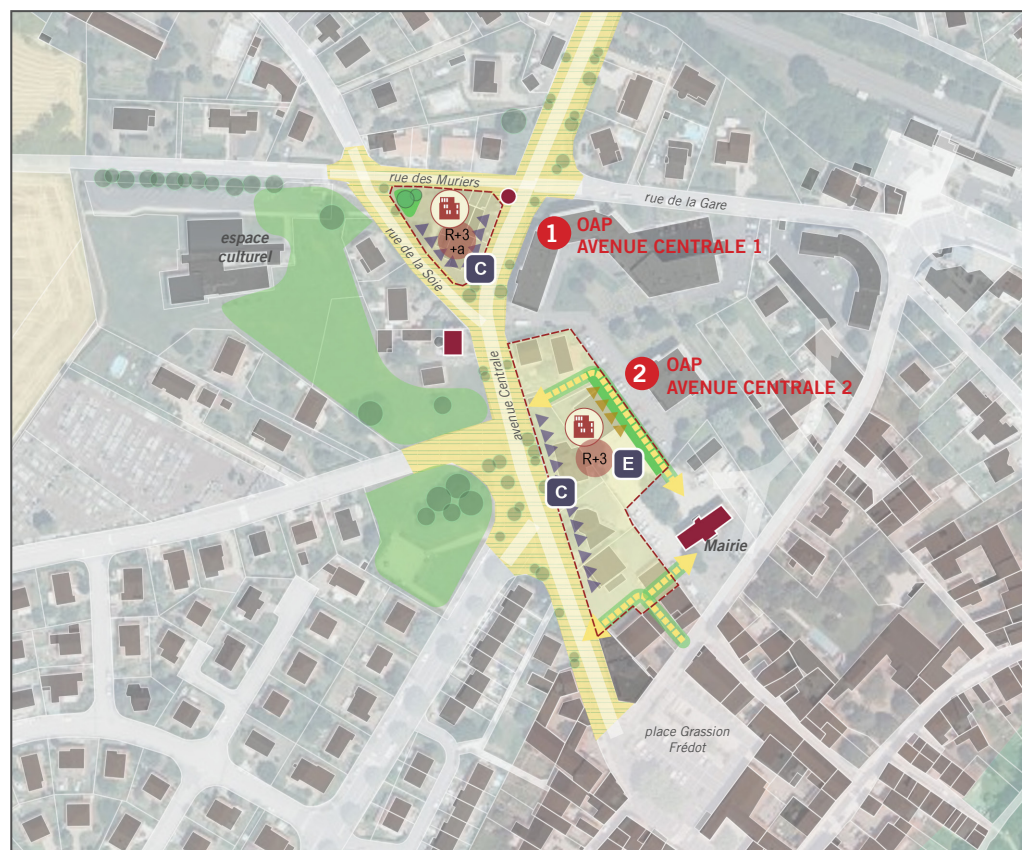 rue des Muriers
rue de la Gare
R+3
+a
1
OAP
AVENUE CENTRALE 1
espace
culturel
rue de la Soie
C
avenue Centrale
2
OAP
AVENUE CENTRALE 2
R+3
E
C
Mairie
place Grassion
Frédot